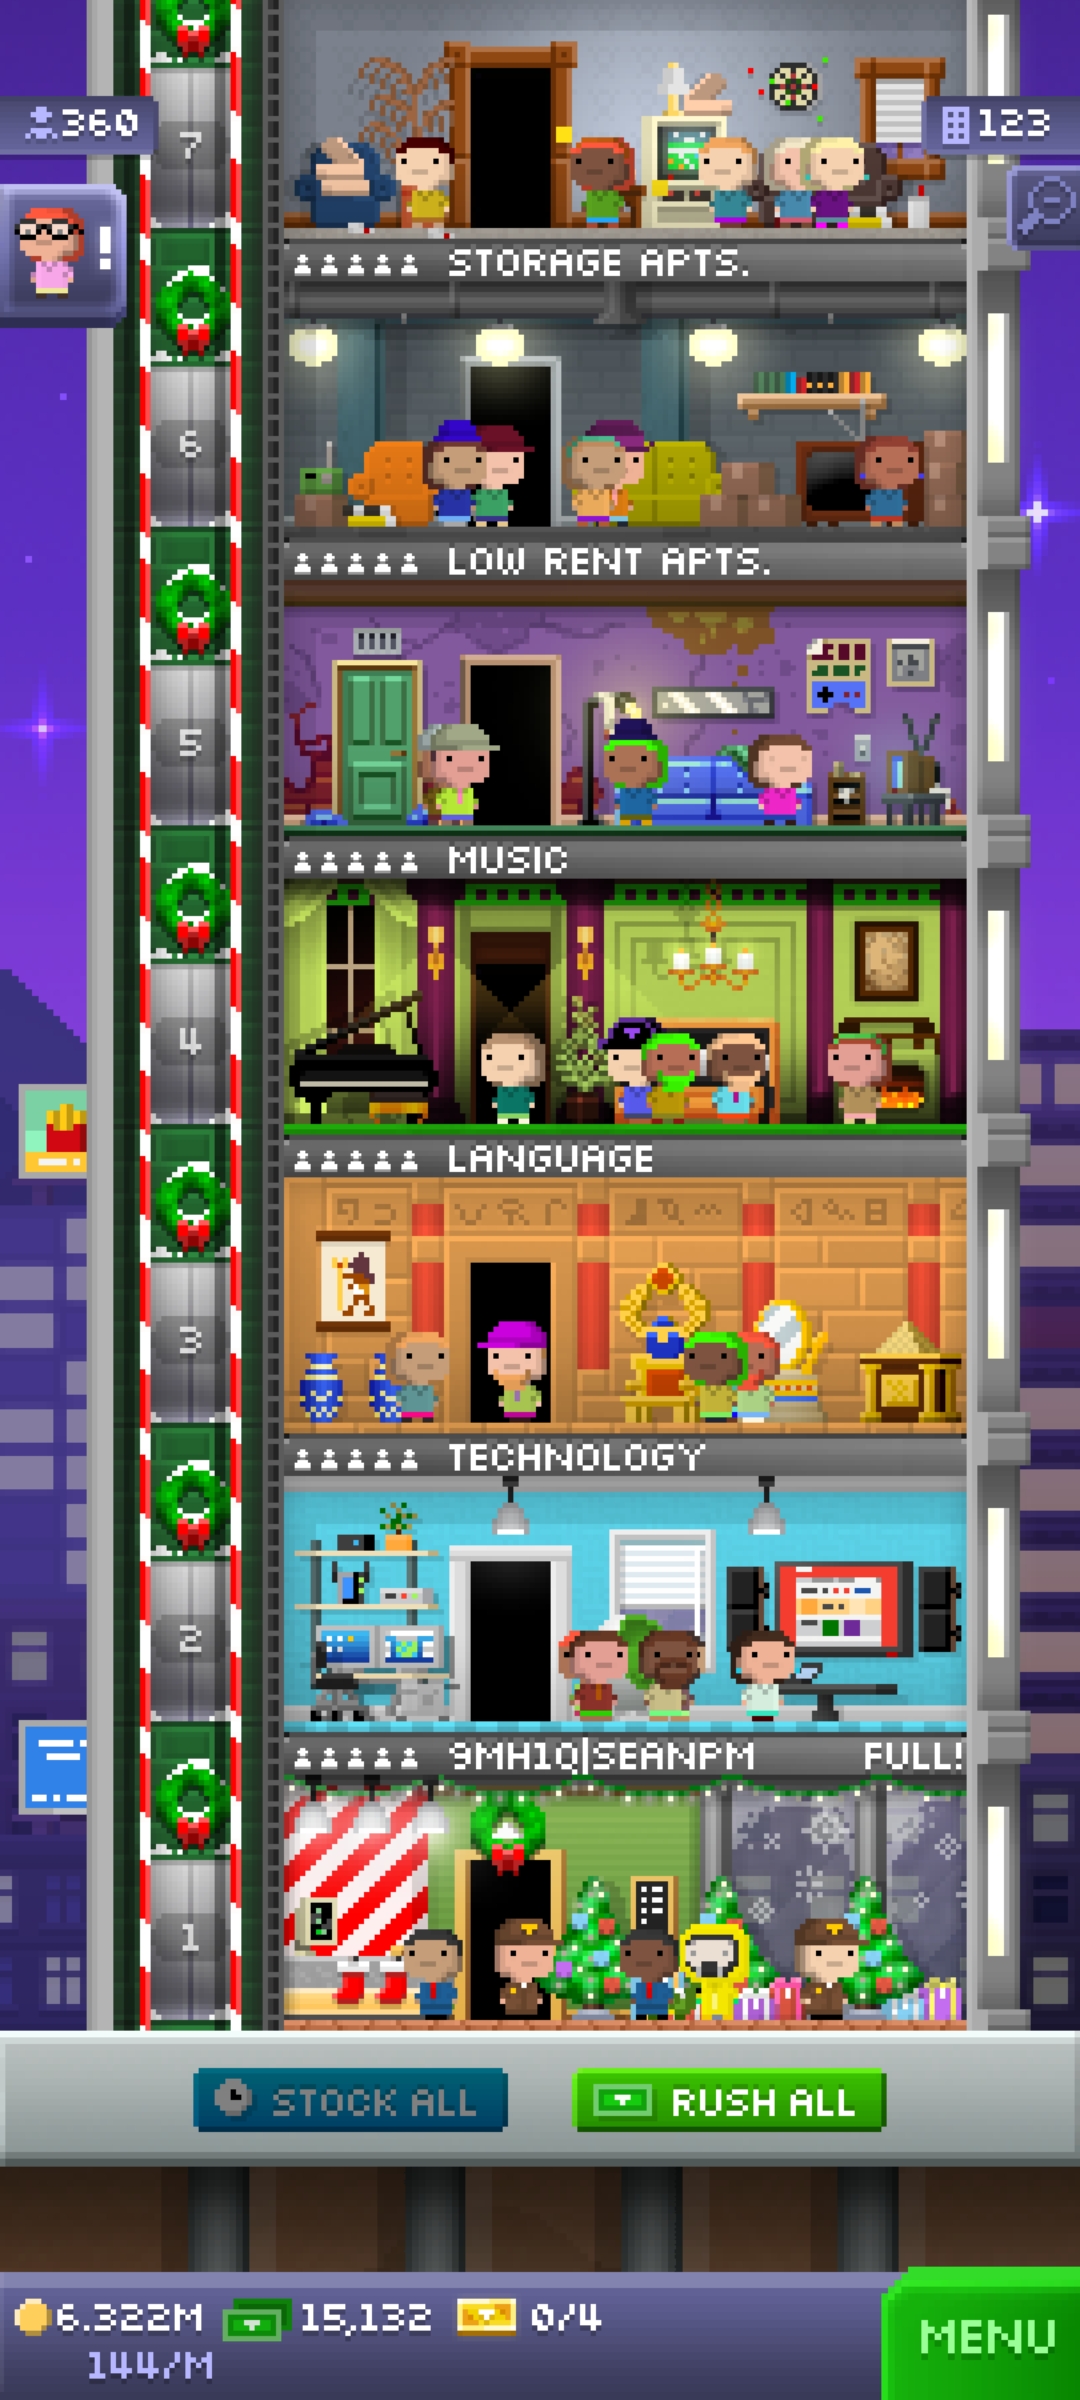 7
360
123
!
STORAGE APTS.
6
LOW RENT APTS.
5
MUSIC
4
LANGUAGE
3
TECHNOLOGY
2
9MH1Q|SEANPM FULL!
1
STOCK ALL
RUSH ALL
6.322M 15,132 0/4
144/M
MENU